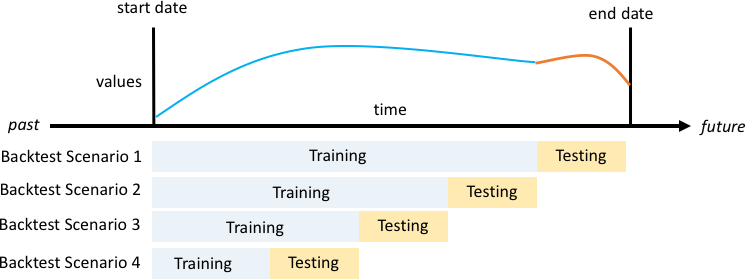 start date
end date
values
time
past
future
Backtest Scenario 1 Training Testing
Backtest Scenario 2 Training Testing
Backtest Scenario 3 Training Testing
Backtest Scenario 4 Training Testing